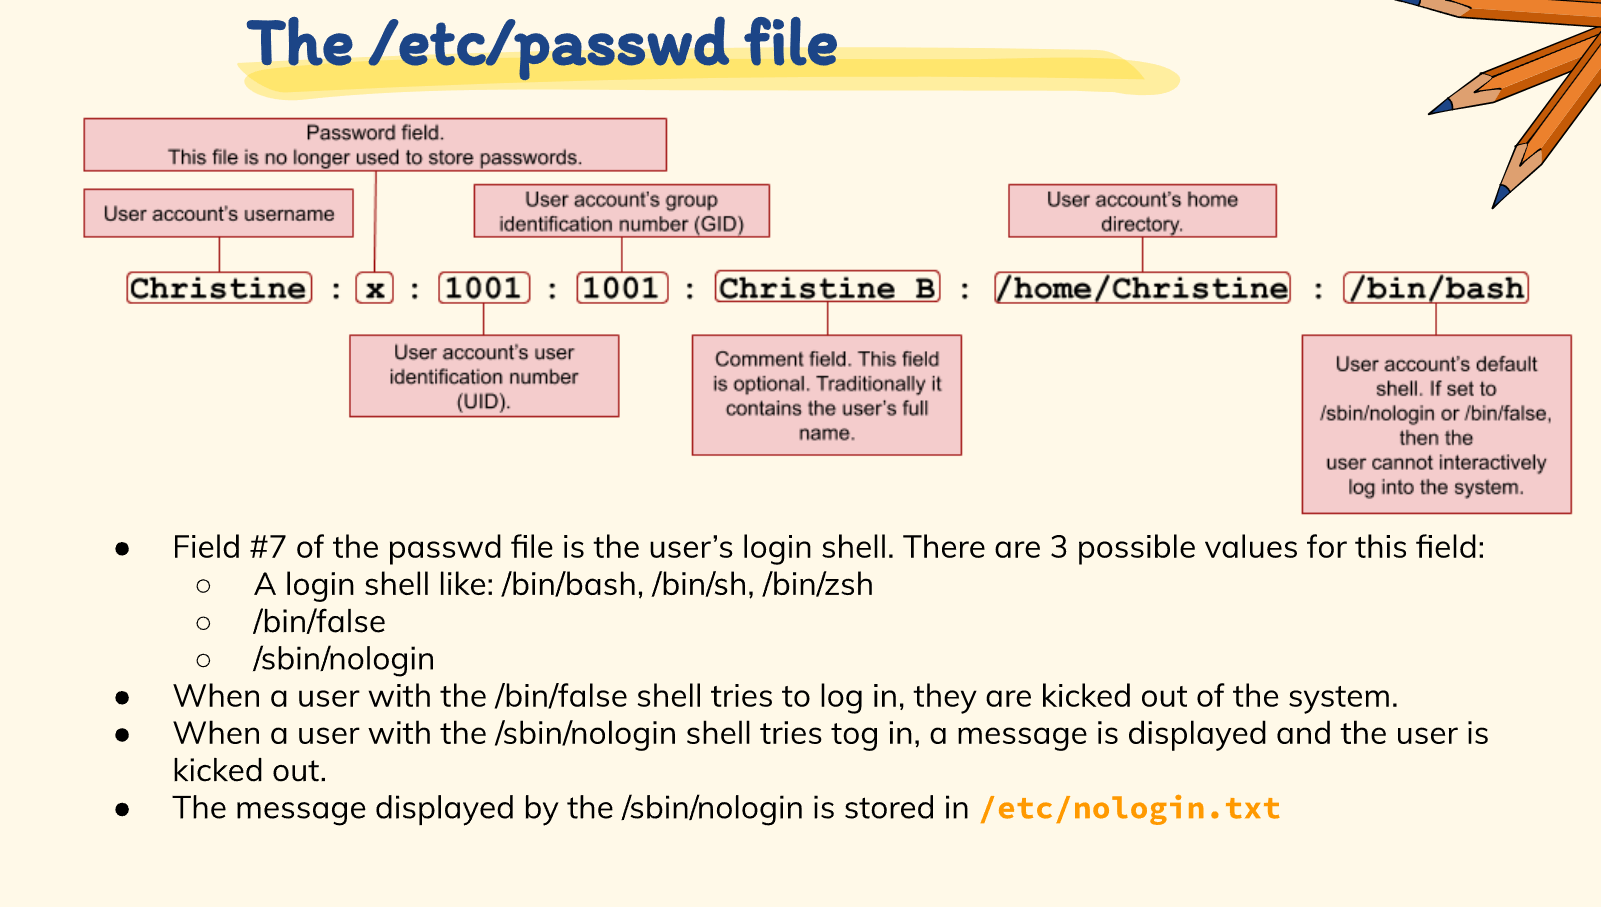 The /etc/passwd file
Password field.
This file is no longer used to store passwords.
User account's username
User account's group
identification number (GID)
User account's home
directory.
Christine : x : 1001 : 1001 : Christine B : /home/Christine : /bin/bash
User account's user
identification number
(UID).
Comment field. This field
is optional. Traditionally it
contains the user's full
name.
User account's default
shell. If set to
/sbin/nologin or /bin/false,
then the
user cannot interactively
log into the system.
● Field #7 of the passwd file is the user’s login shell. There are 3 possible values for this field:
○ A login shell like: /bin/bash, /bin/sh, /bin/zsh
○ /bin/false
○ /sbin/nologin
● When a user with the /bin/false shell tries to log in, they are kicked out of the system.
● When a user with the /sbin/nologin shell tries tog in, a message is displayed and the user is
kicked out.
● The message displayed by the /sbin/nologin is stored in /etc/nologin.txt